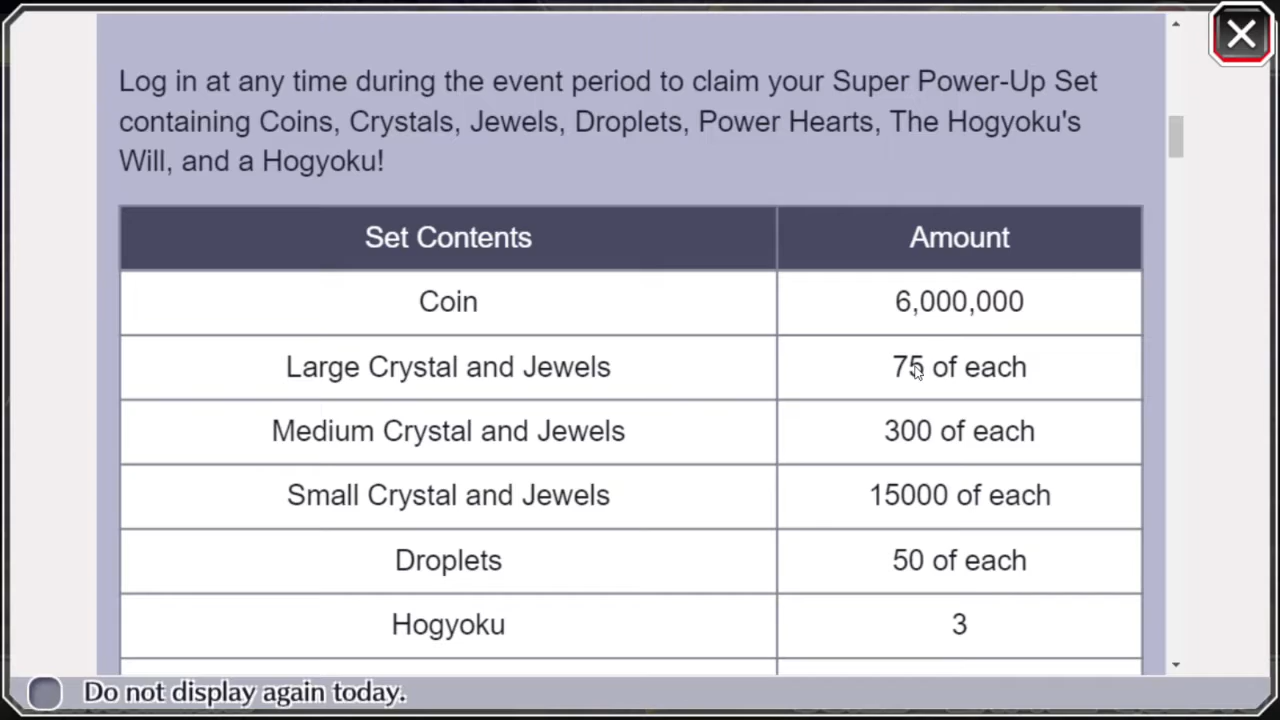 Log in at any time during the event period to claim your Super Power-Up Set
containing Coins, Crystals, Jewels, Droplets, Power Hearts, The Hogyoku's
Will, and a Hogyoku!
Set Contents Amount
Coin 6,000,000
Large Crystal and Jewels 75 of each
Medium Crystal and Jewels 300 of each
Small Crystal and Jewels 15000 of each
Droplets 50 of each
Hogyoku 3
Do not display again today.